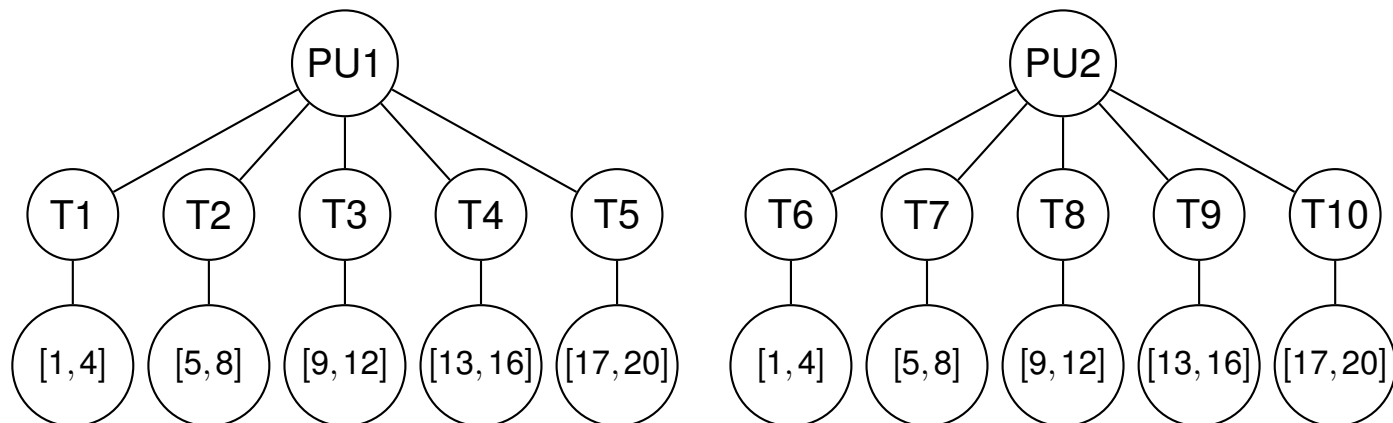 PU1 PU2
T1 T2 T3 T4 T5 T6 T7 T8 T9 T10
[1,4] [5,8] [9,12] [13,16] [17,20] [1,4] [5,8] [9,12] [13,16] [17,20]